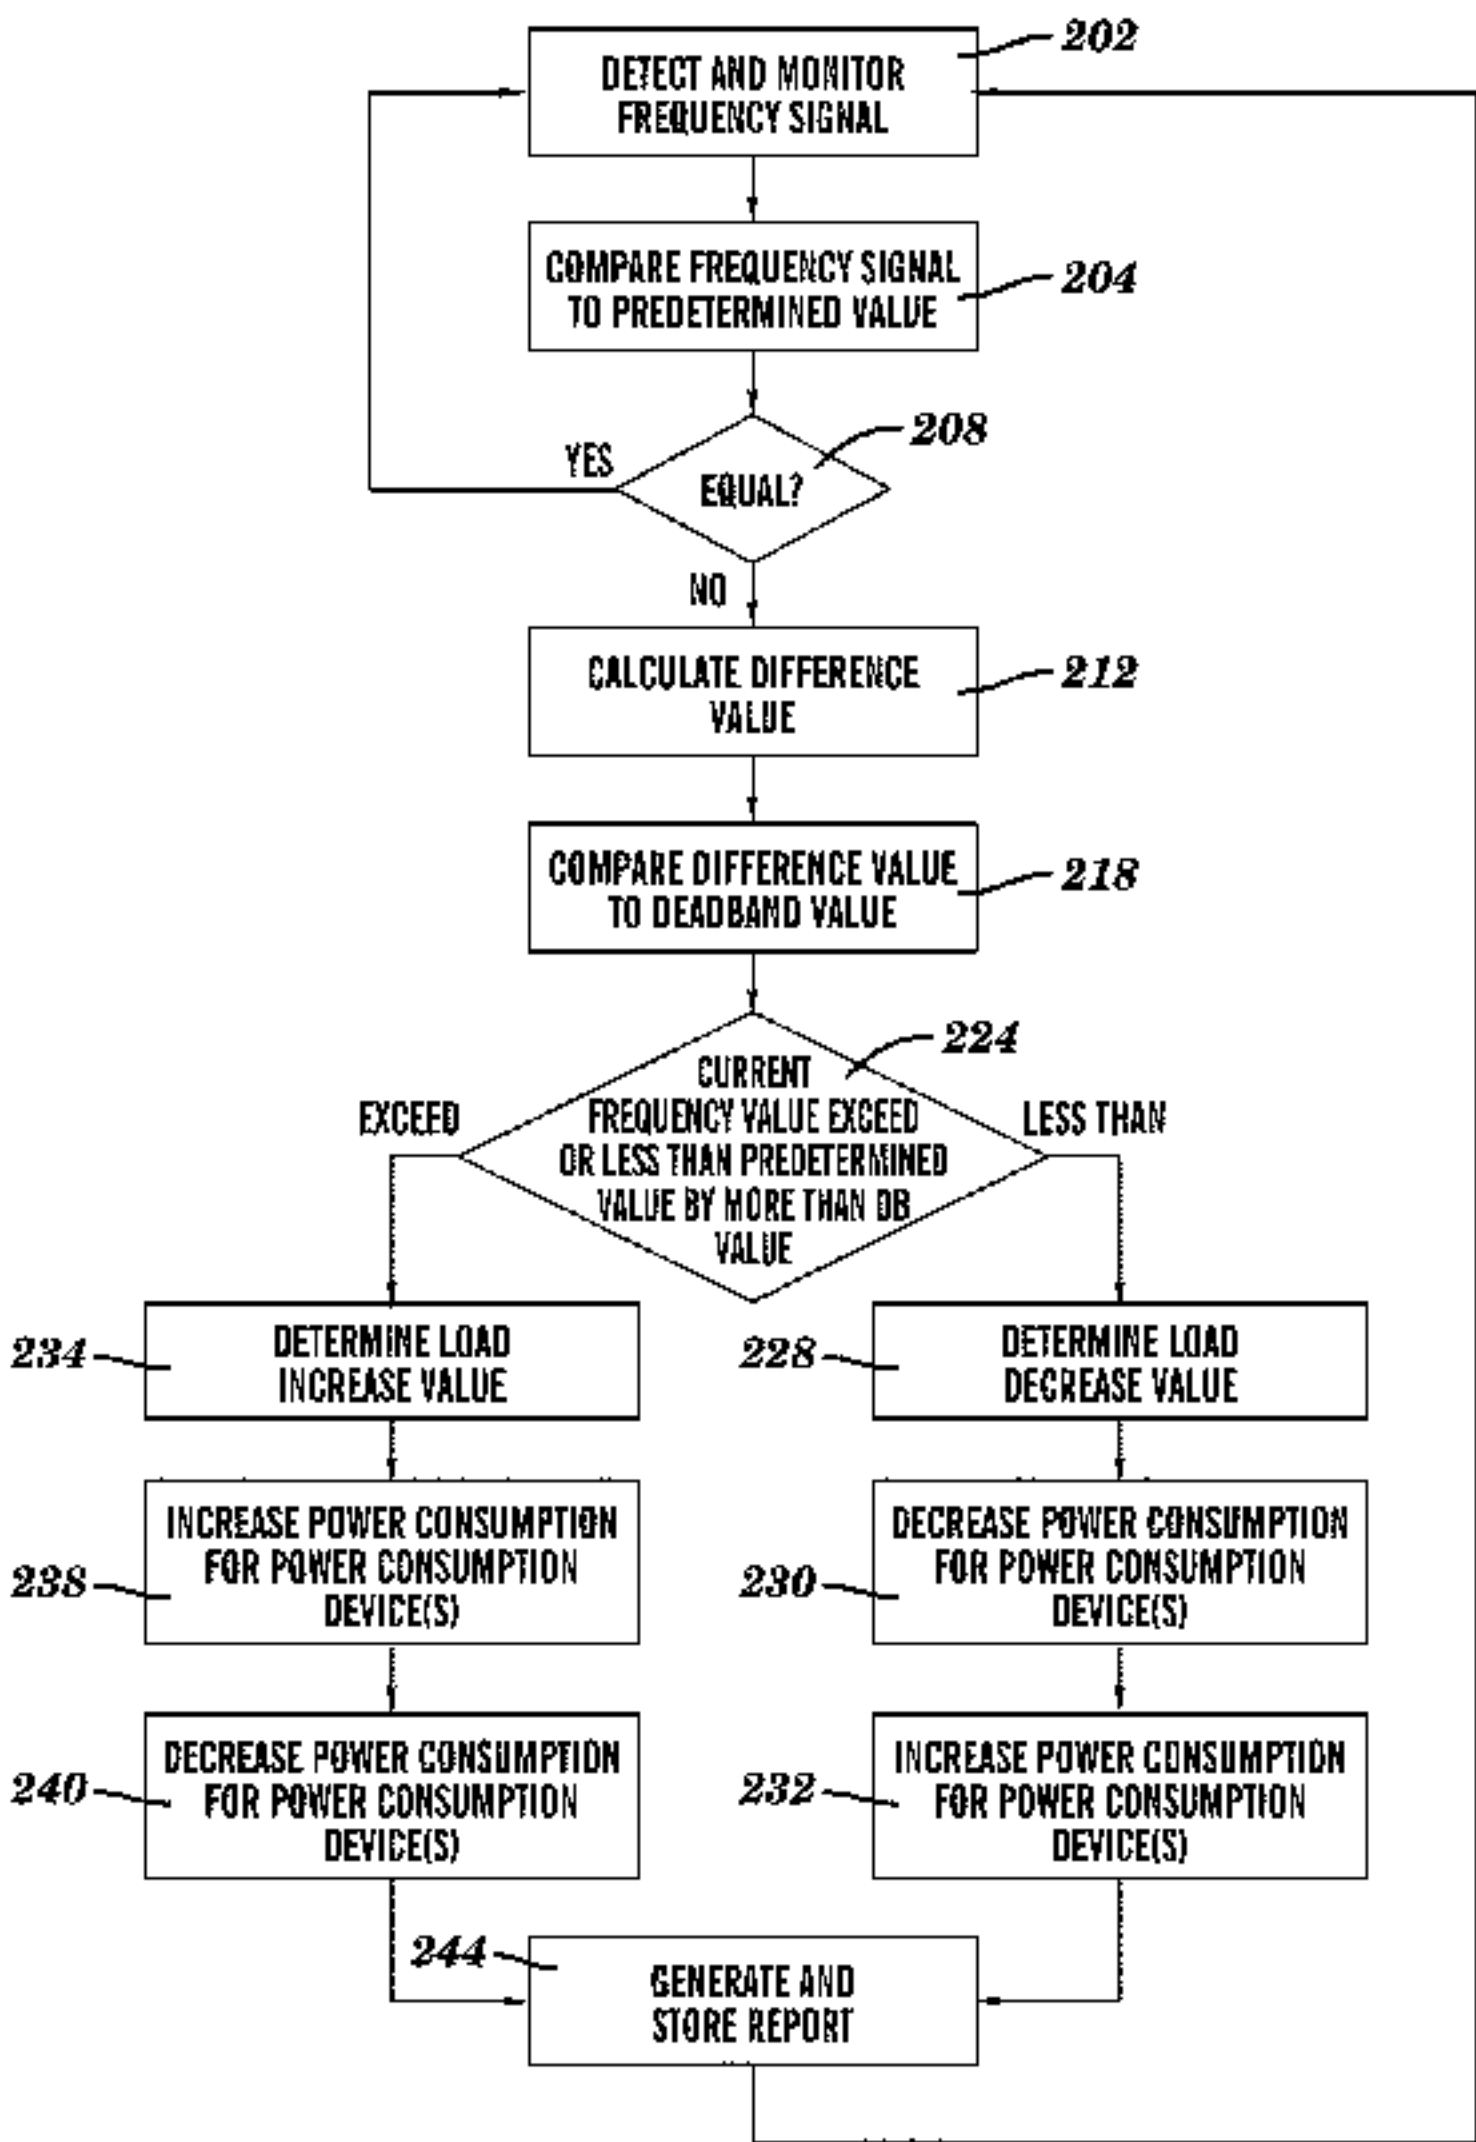 202
DETECT AND MONITOR
FREQUENCY SIGNAL
COMPARE FREQUENCY SIGNAL
TO PREDETERMINED VALUE
204
208
YES
EQUAL?
NO
CALCULATE DIFFERENCE
VALUE
212
COMPARE DIFFERENCE VALUE
TO DEADBAND VALUE
218
224
CURRENT
FREQUENCY VALUE EXCEED
OR LESS THAN PREDETERMINED
VALUE BY MORE THAN DB
VALUE
EXCEED
LESS THAN
234
DETERMINE LOAD
INCREASE VALUE
228
DETERMINE LOAD
DECREASE VALUE
238
INCREASE POWER CONSUMPTION
FOR POWER CONSUMPTION
DEVICE(S)
230
DECREASE POWER CONSUMPTION
FOR POWER CONSUMPTION
DEVICE(S)
240
DECREASE POWER CONSUMPTION
FOR POWER CONSUMPTION
DEVICE(S)
232
INCREASE POWER CONSUMPTION
FOR POWER CONSUMPTION
DEVICE(S)
244
GENERATE AND
STORE REPORT